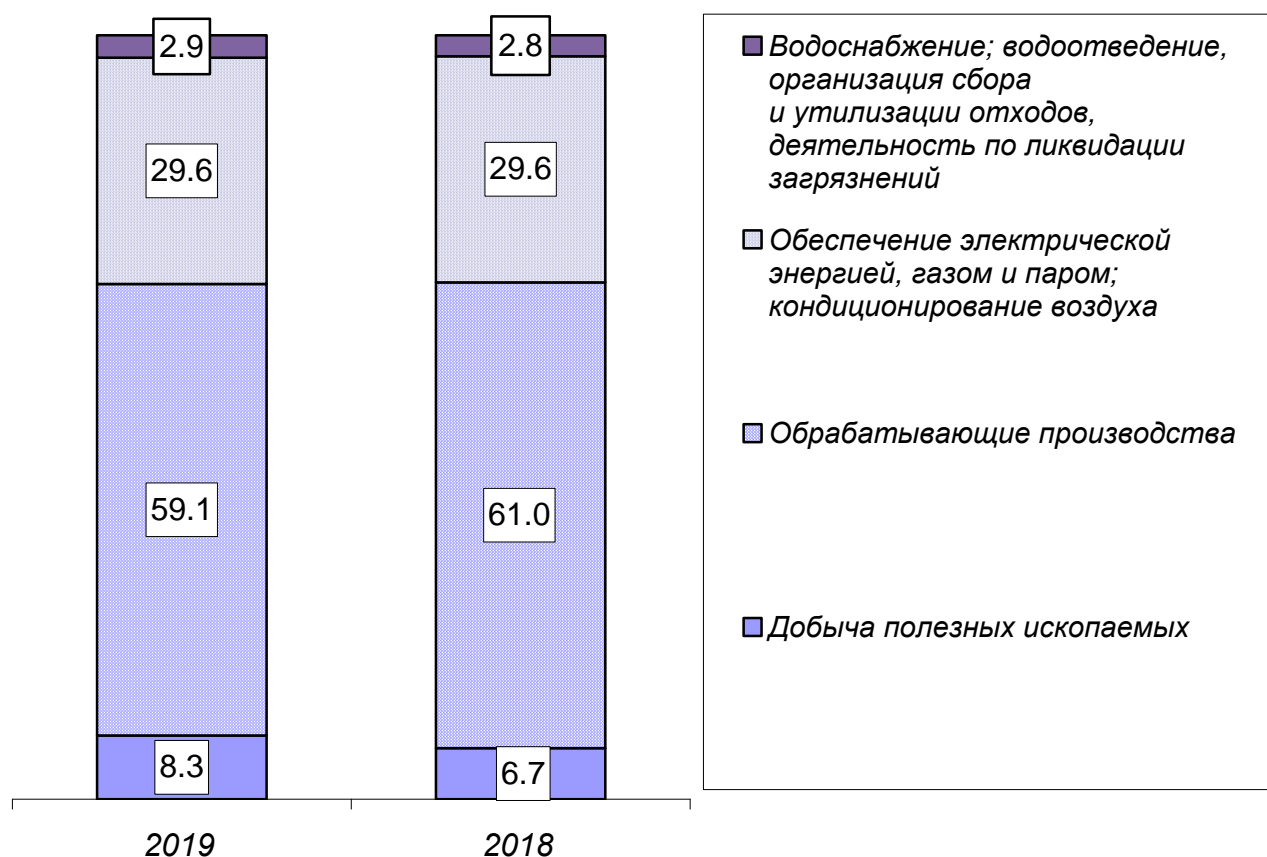 2.9
2.8
29.6
29.6
59.1
61.0
8.3
6.7
2019
2018
Водоснабжение; водоотведение,
организация сбора
и утилизации отходов,
деятельность по ликвидации
загрязнений
Обеспечение электрической
энергией, газом и паром;
кондиционирование воздуха
Обрабатывающие производства
Добыча полезных ископаемых